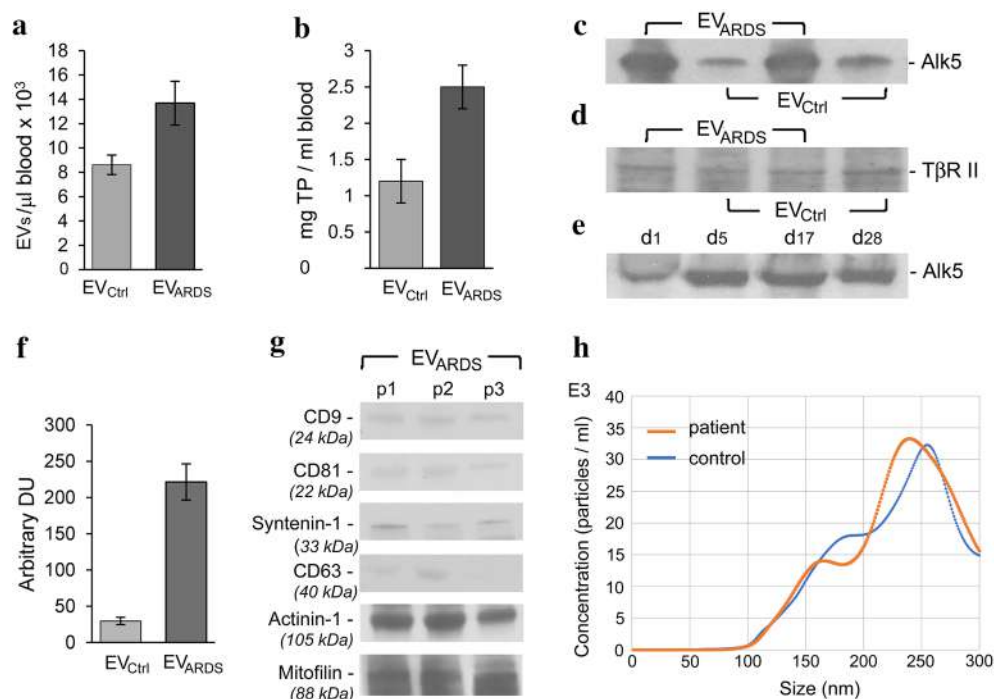 a
EVs/µl blood x 10³
18
16
14
12
10
8
6
4
2
0
EVCtrl
EVARDS
b
mg TP / ml blood
3
2.5
2
1.5
1
0.5
0
EVCtrl
EVARDS
c
EVARDS
- Alk5
EVCtrl
d
EVARDS
- TβR II
EVCtrl
e
d1 d5 d17 d28
- Alk5
f
Arbitrary DU
300
250
200
150
100
50
0
EVCtrl
EVARDS
g
EVARDS
p1 p2 p3
CD9 -
(24 kDa)
CD81 -
(22 kDa)
Syntenin-1 -
(33 kDa)
CD63 -
(40 kDa)
Actinin-1 -
(105 kDa)
Mitofilin -
(88 kDa)
h
E3
Concentration (particles / ml)
40
35
30
25
20
15
10
5
0
patient
control
0 50 100 150 200 250 300
Size (nm)